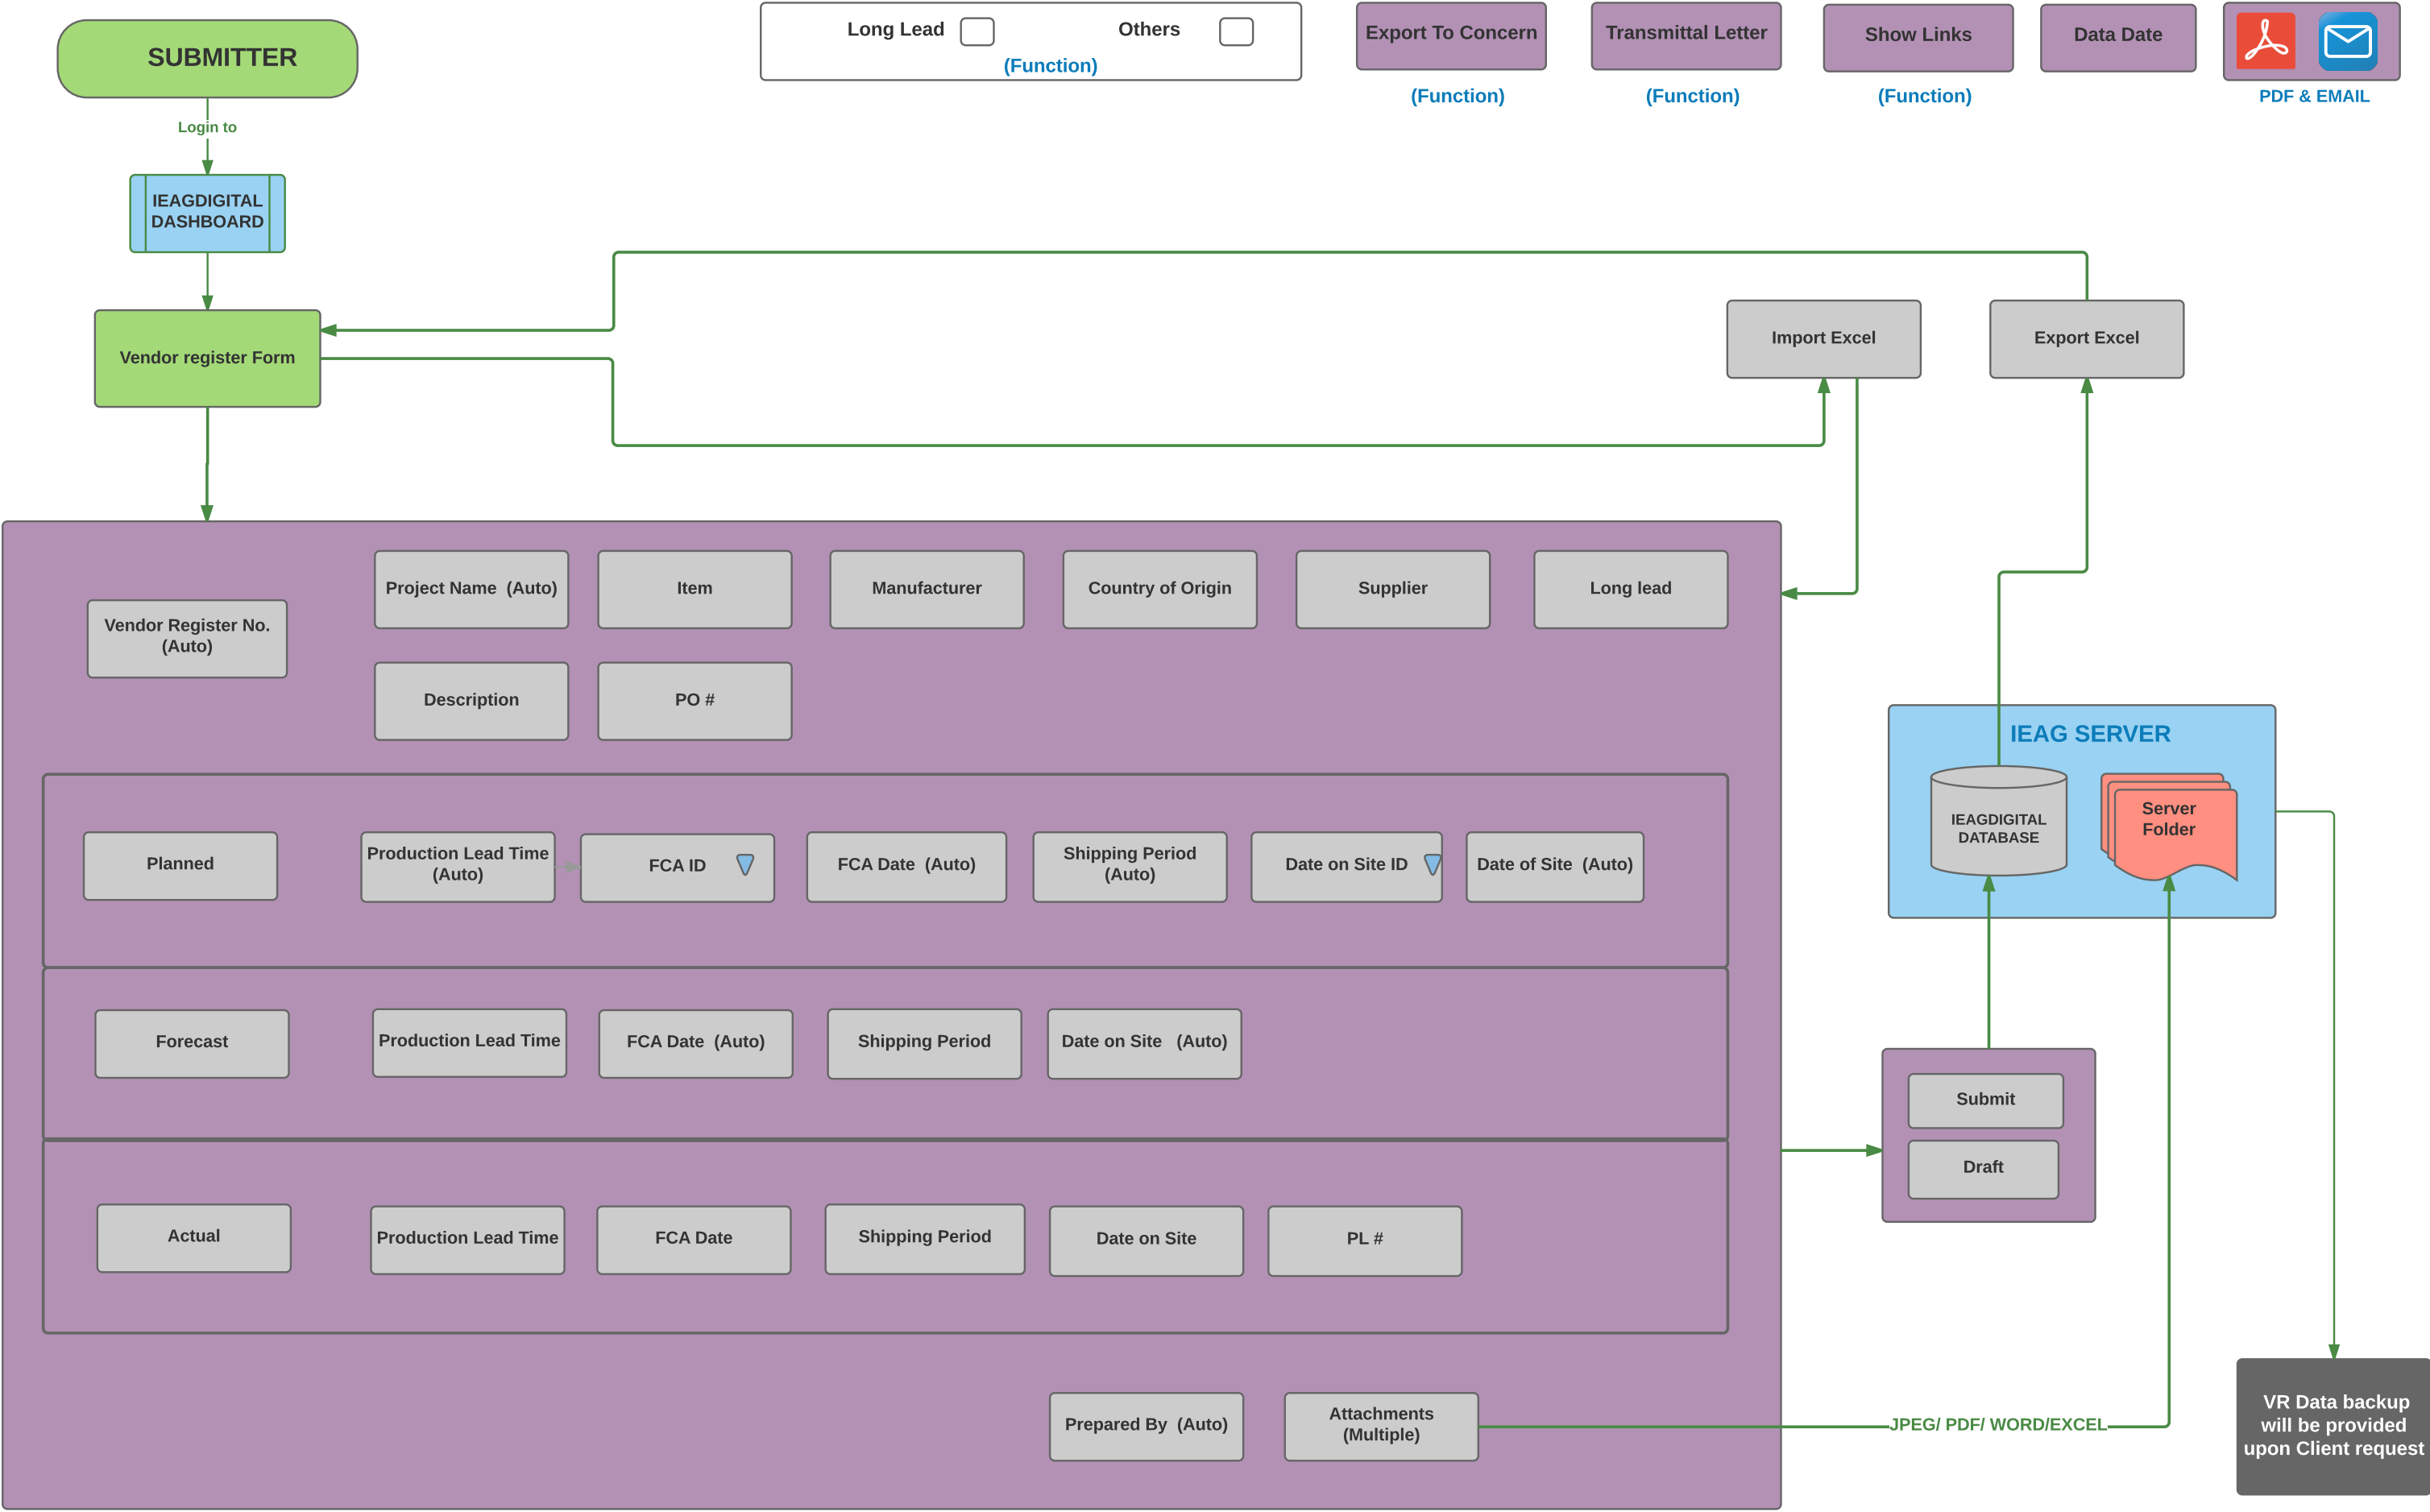 SUBMITTER
Long Lead
Others
(Function)
Export To Concern
(Function)
Transmittal Letter
(Function)
Show Links
(Function)
Data Date
PDF & EMAIL
Login to
IEAGDIGITAL
DASHBOARD
Vendor register Form
Import Excel
Export Excel
Vendor Register No.
(Auto)
Project Name  (Auto)
Item
Manufacturer
Country of Origin
Supplier
Long lead
Description
PO #
IEAG SERVER
IEAGDIGITAL
DATABASE
Server
Folder
Planned
Production Lead Time
(Auto)
FCA ID
FCA Date  (Auto)
Shipping Period
(Auto)
Date on Site ID
Date of Site  (Auto)
Forecast
Production Lead Time
FCA Date  (Auto)
Shipping Period
Date on Site   (Auto)
Submit
Draft
Actual
Production Lead Time
FCA Date
Shipping Period
Date on Site
PL #
Prepared By  (Auto)
Attachments
(Multiple)
JPEG/ PDF/ WORD/EXCEL
VR Data backup
will be provided
upon Client request